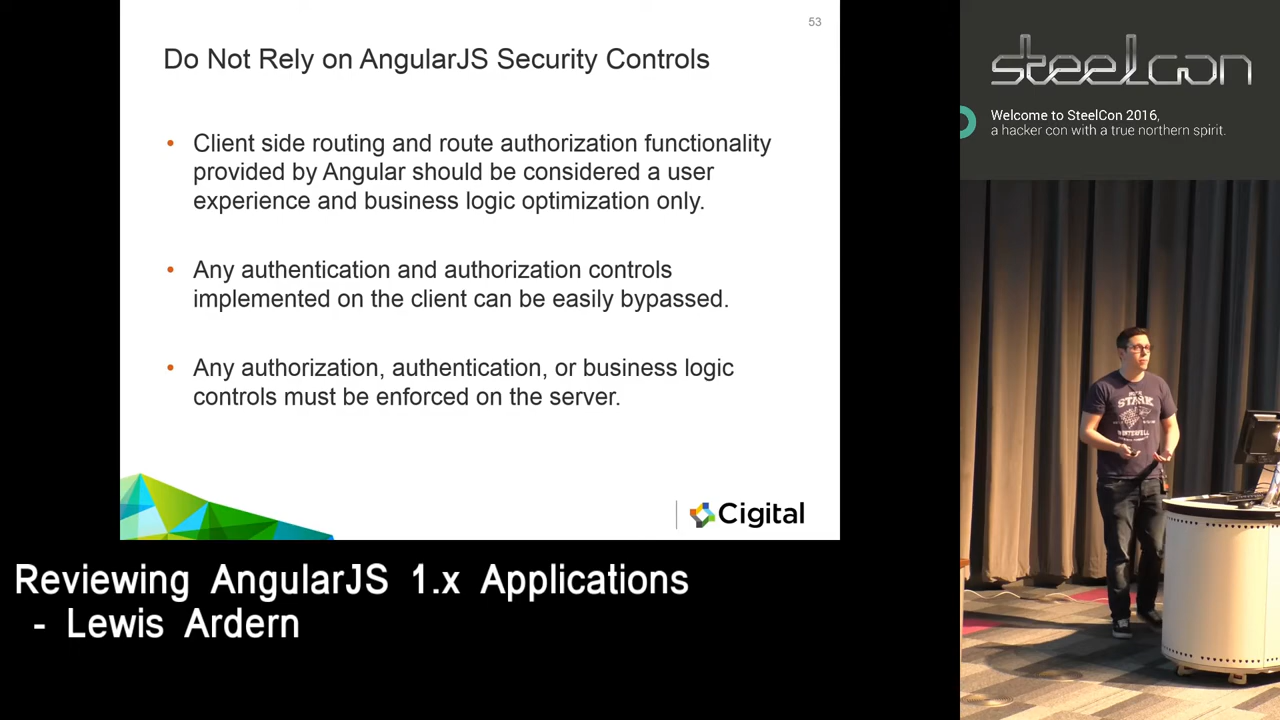 53
Do Not Rely on AngularJS Security Controls
• Client side routing and route authorization functionality
provided by Angular should be considered a user
experience and business logic optimization only.
• Any authentication and authorization controls
implemented on the client can be easily bypassed.
• Any authorization, authentication, or business logic
controls must be enforced on the server.
Cigital
Reviewing AngularJS 1.x Applications
- Lewis Ardern
steelcon
Welcome to SteelCon 2016,
a hacker con with a true northern spirit.
STARK
WINTERFELL